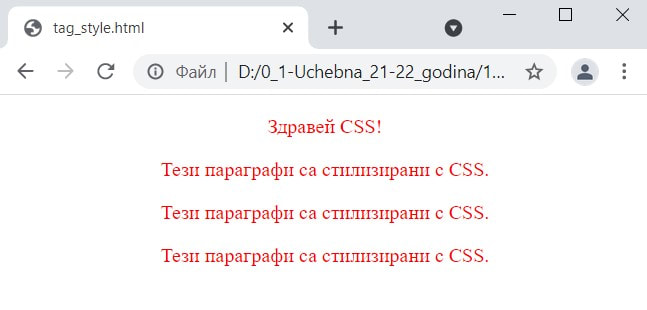 tag_style.html
Файл | D:/0_1-Uchebna_21-22_godina/1...
Здравей CSS!
Тези параграфи са стилизирани с CSS.
Тези параграфи са стилизирани с CSS.
Тези параграфи са стилизирани с CSS.